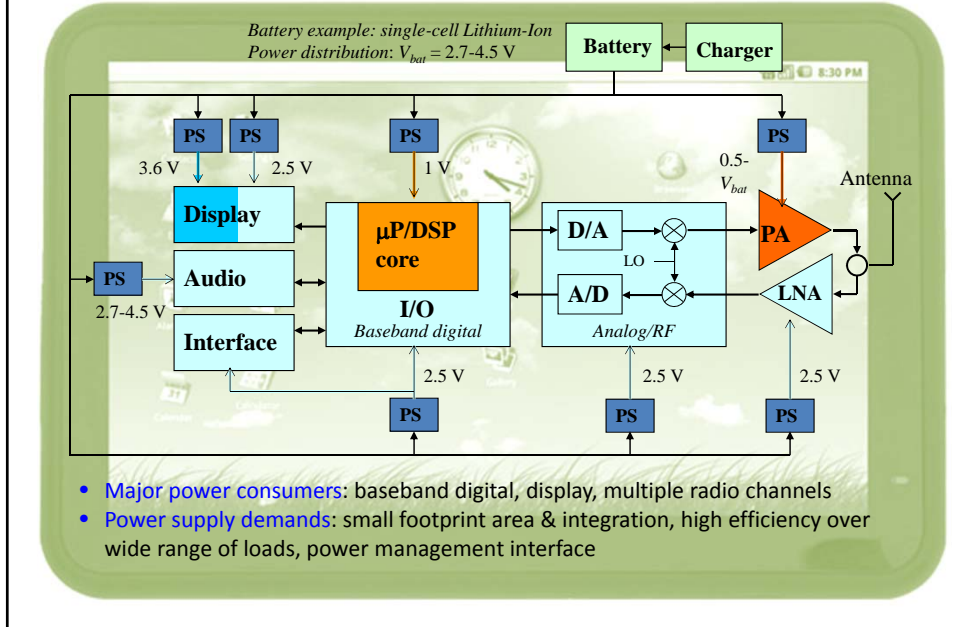 Battery example: single-cell Lithium-Ion
Power distribution: Vbat = 2.7-4.5 V
Battery
Charger
8:30 PM
PS
PS
PS
PS
3.6 V
2.5 V
1 V
0.5-
Vbat
Antenna
Display
μP/DSP
core
D/A
PA
LO
PS
Audio
A/D
LNA
2.7-4.5 V
I/O
Baseband digital
Analog/RF
Interface
2.5 V
2.5 V
2.5 V
31
Gallery
PS
PS
PS
• Major power consumers: baseband digital, display, multiple radio channels
• Power supply demands: small footprint area & integration, high efficiency over
wide range of loads, power management interface